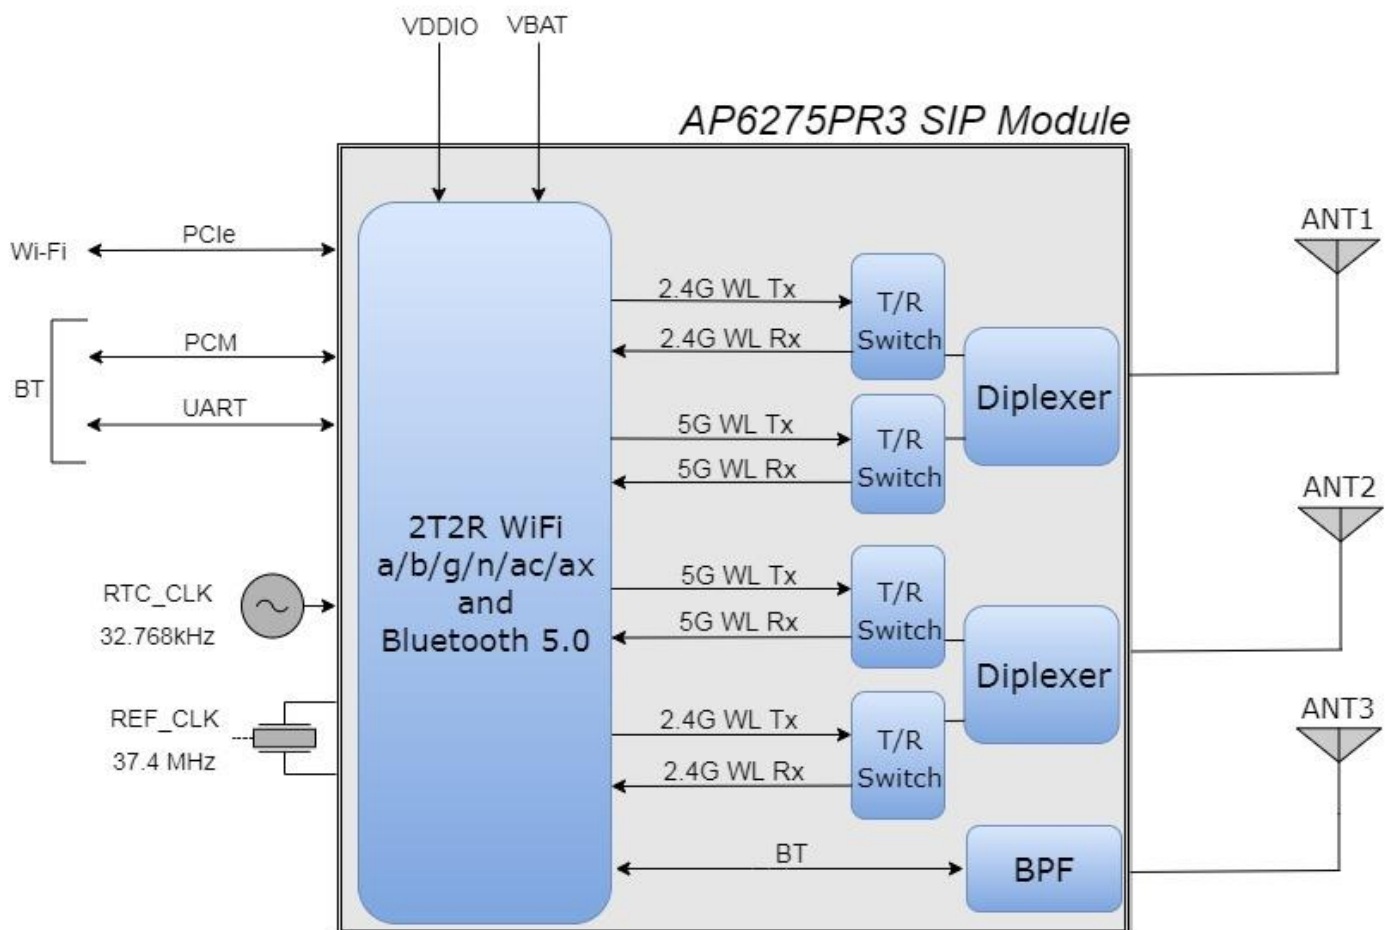 VDDIO
VBAT
AP6275PR3 SIP Module
Wi-Fi
PCIe
BT
PCM
UART
RTC_CLK
32.768kHz
REF_CLK
37.4 MHz
2T2R WiFi
a/b/g/n/ac/ax
and
Bluetooth 5.0
2.4G WL Tx
2.4G WL Rx
T/R
Switch
5G WL Tx
5G WL Rx
T/R
Switch
Diplexer
ANT1
5G WL Tx
5G WL Rx
T/R
Switch
2.4G WL Tx
2.4G WL Rx
T/R
Switch
Diplexer
ANT2
BT
BPF
ANT3